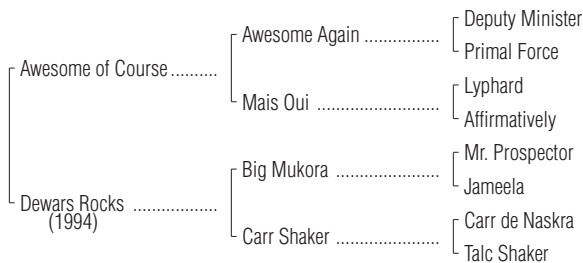 Deputy Minister
Awesome Again ..................
Primal Force
Awesome of Course ..........
Lyphard
Mais Oui .............................
Affirmatively
Mr. Prospector
Big Mukora ........................
Jameela
Dewars Rocks ...................
(1994)
Carr de Naskra
Carr Shaker ........................
Talc Shaker